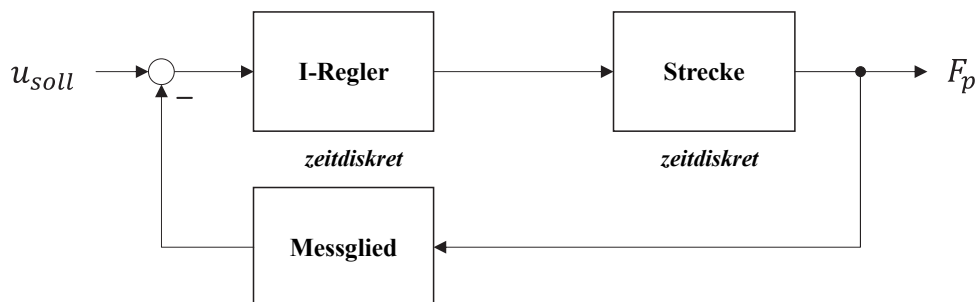 u_soll
I-Regler
Strecke
F_p
−
zeitdiskret
zeitdiskret
Messglied